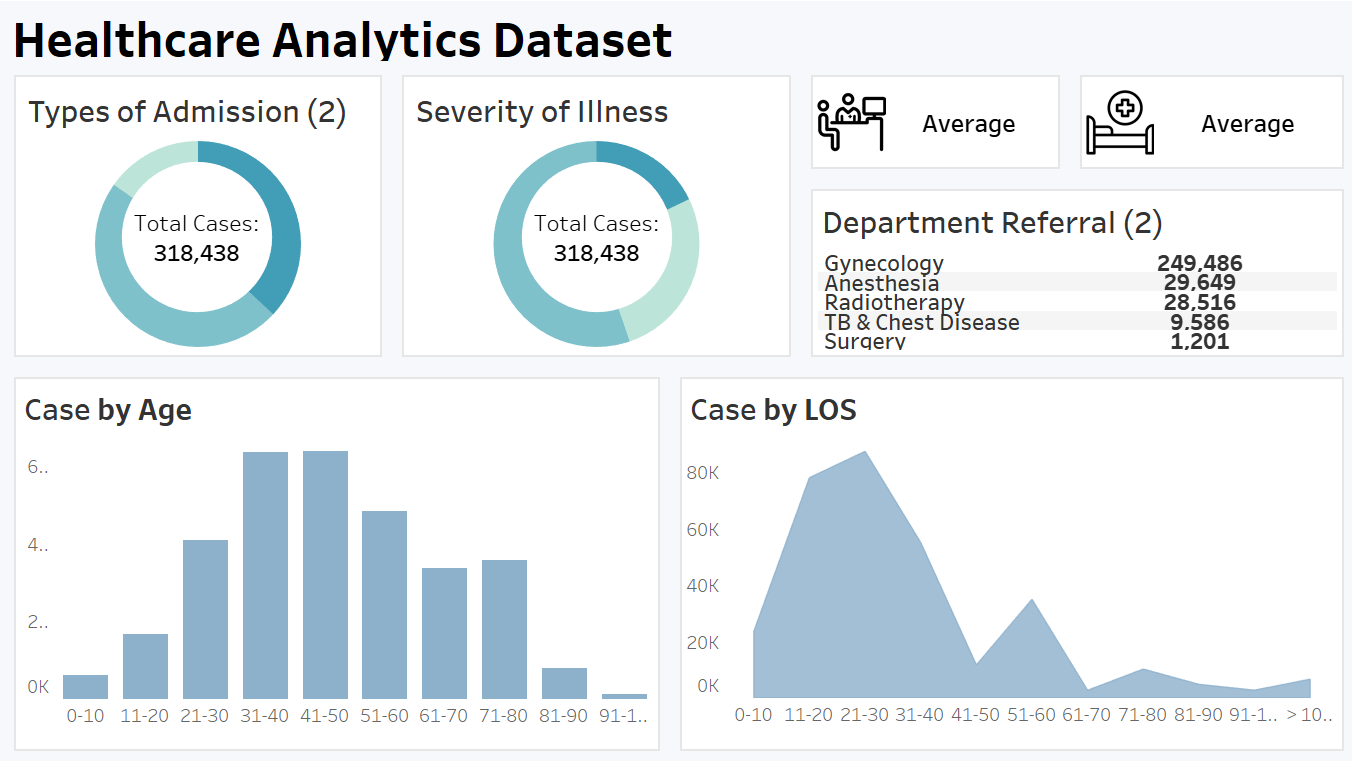 Healthcare Analytics Dataset
Types of Admission (2)
Total Cases:
318,438
Severity of Illness
Total Cases:
318,438
Average
Average
Department Referral (2)
Gynecology 249,486
Anesthesia 29,649
Radiotherapy 28,516
TB & Chest Disease 9,586
Surgery 1,201
Case by Age
6..
4..
2..
0K
0-10 11-20 21-30 31-40 41-50 51-60 61-70 71-80 81-90 91-1..
Case by LOS
80K
60K
40K
20K
0K
0-10 11-20 21-30 31-40 41-50 51-60 61-70 71-80 81-90 91-1.. > 10..